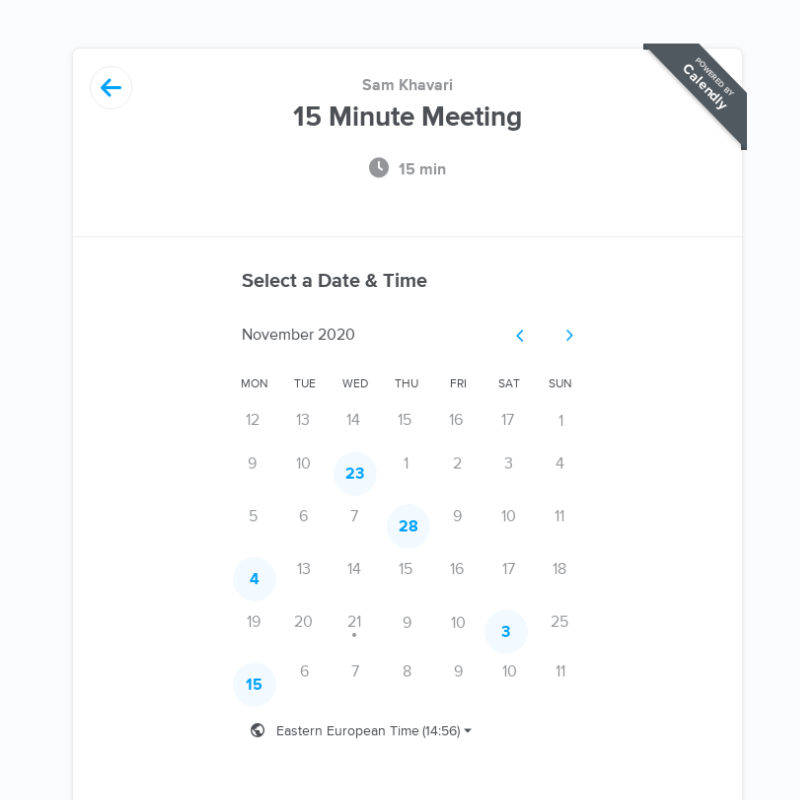 POWERED BY
Calendly
Sam Khavari
15 Minute Meeting
15 min
Select a Date & Time
November 2020
MON TUE WED THU FRI SAT SUN
12 13 14 15 16 17 1
9 10 23 1 2 3 4
5 6 7 28 9 10 11
4 13 14 15 16 17 18
19 20 21 9 10 3 25
15 6 7 8 9 10 11
Eastern European Time (14:56)